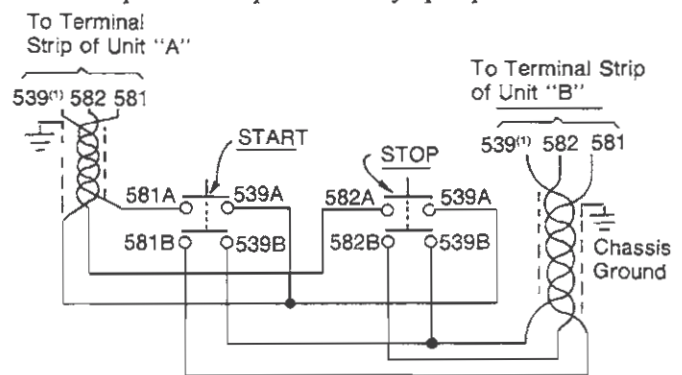 To Terminal
Strip of Unit "A"
539(1) 582 581
To Terminal Strip
of Unit "B"
539(1) 582 581
START
STOP
581A 539A 582A 539A
581B 539B 582B 539B
Chassis
Ground